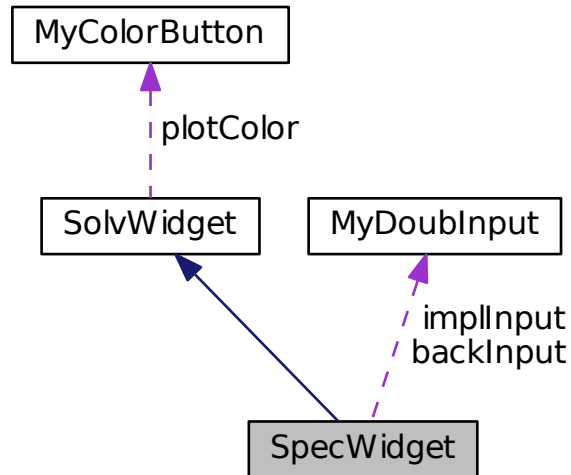 MyColorButton
plotColor
SolvWidget
MyDoubInput
implInput
backInput
SpecWidget